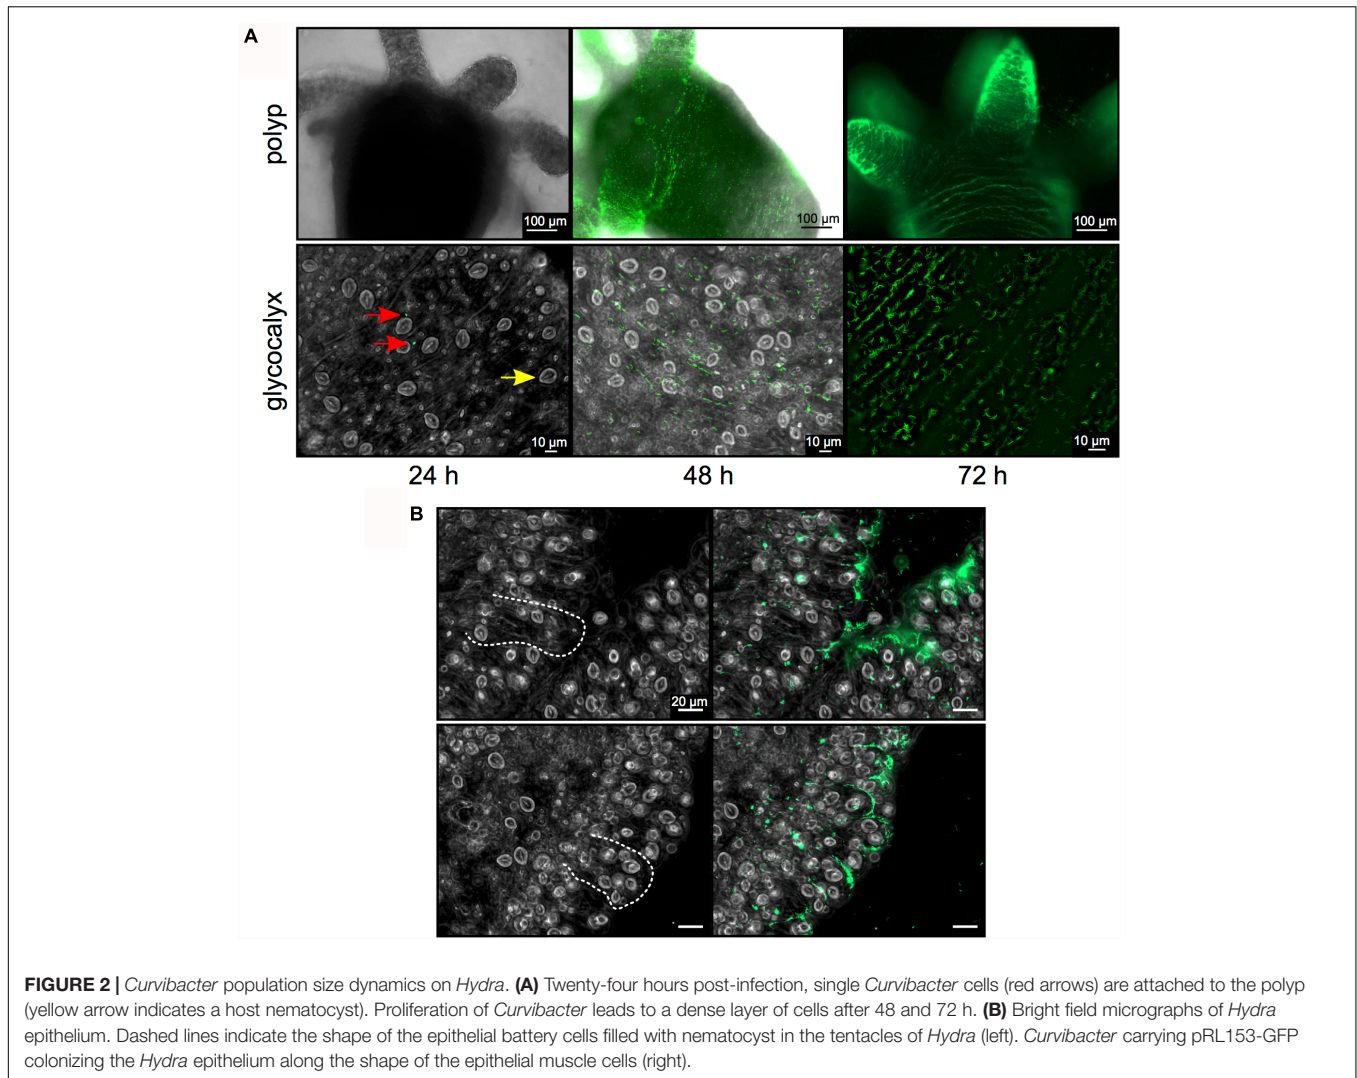 A
polyp
100 µm
100 µm
100 µm
glycocalyx
10 µm
10 µm
10 µm
24 h
48 h
72 h
B
20 µm
FIGURE 2 | Curvibacter population size dynamics on Hydra. (A) Twenty-four hours post-infection, single Curvibacter cells (red arrows) are attached to the polyp
(yellow arrow indicates a host nematocyst). Proliferation of Curvibacter leads to a dense layer of cells after 48 and 72 h. (B) Bright field micrographs of Hydra
epithelium. Dashed lines indicate the shape of the epithelial battery cells filled with nematocyst in the tentacles of Hydra (left). Curvibacter carrying pRL153-GFP
colonizing the Hydra epithelium along the shape of the epithelial muscle cells (right).